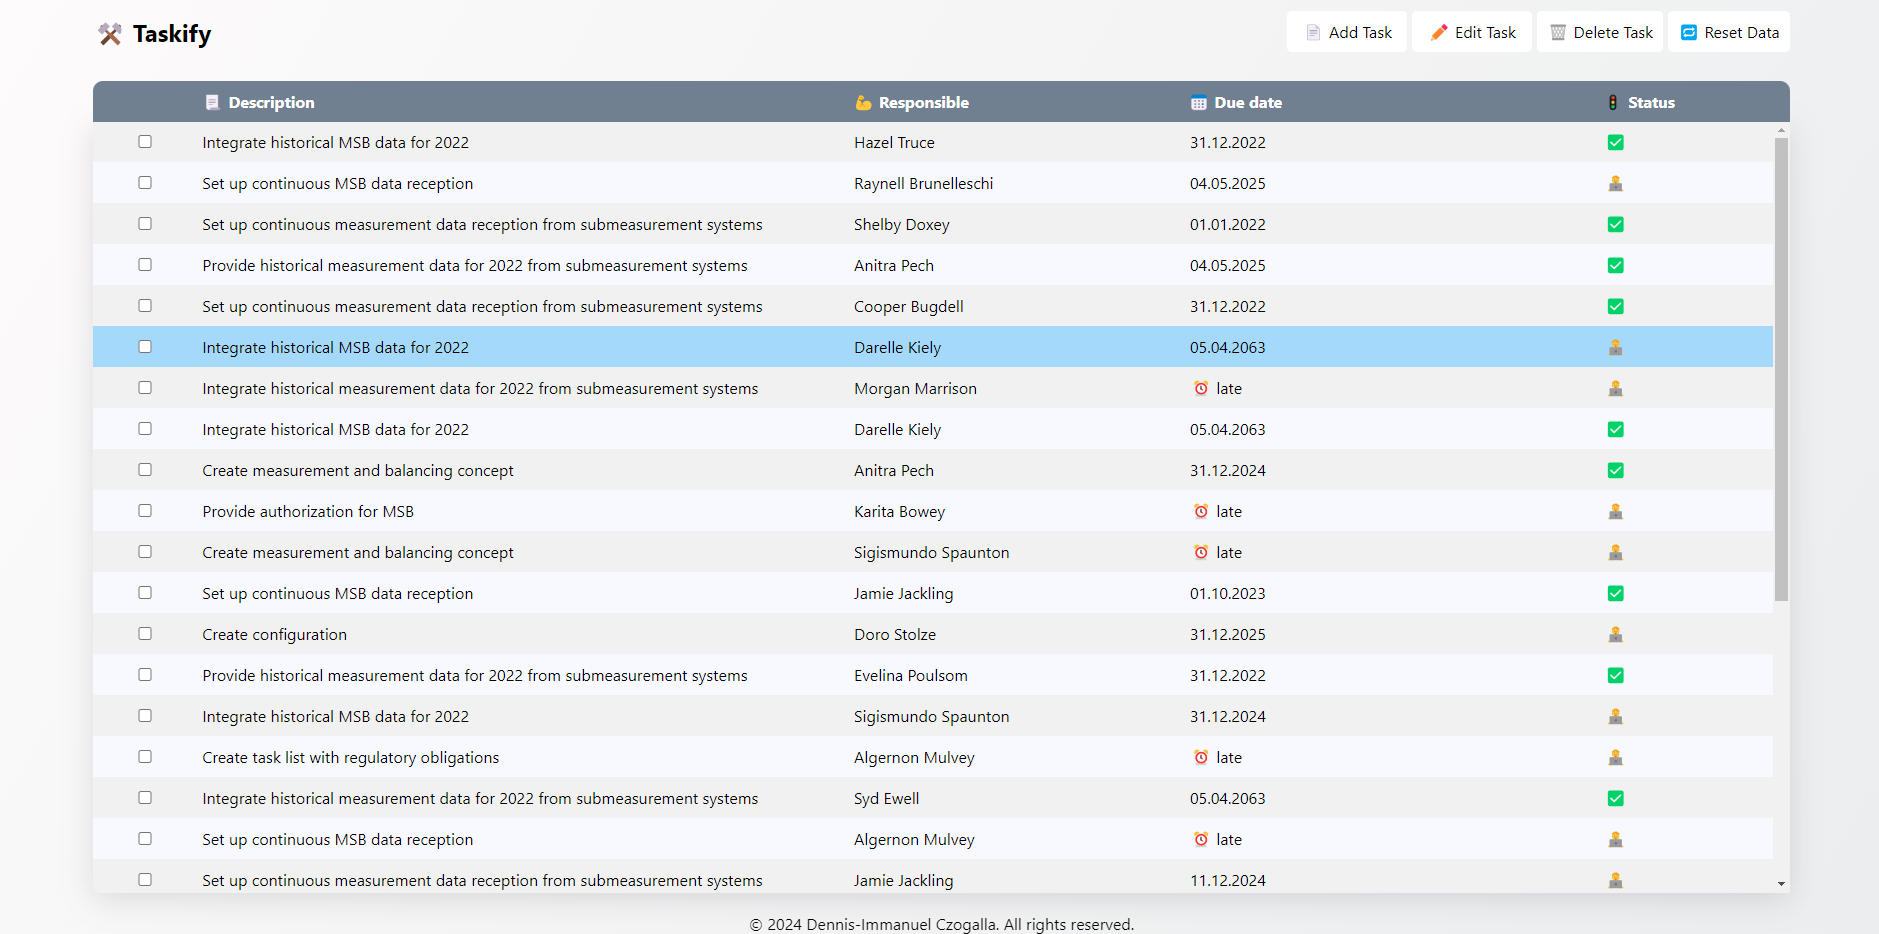 Taskify
Add Task Edit Task Delete Task Reset Data
Description Responsible Due date Status
Integrate historical MSB data for 2022 Hazel Truce 31.12.2022
Set up continuous MSB data reception Raynell Brunelleschi 04.05.2025
Set up continuous measurement data reception from submeasurement systems Shelby Doxey 01.01.2022
Provide historical measurement data for 2022 from submeasurement systems Anitra Pech 04.05.2025
Set up continuous measurement data reception from submeasurement systems Cooper Bugdell 31.12.2022
Integrate historical MSB data for 2022 Darelle Kiely 05.04.2063
Integrate historical measurement data for 2022 from submeasurement systems Morgan Marrison late
Integrate historical MSB data for 2022 Darelle Kiely 05.04.2063
Create measurement and balancing concept Anitra Pech 31.12.2024
Provide authorization for MSB Karita Bowey late
Create measurement and balancing concept Sigismundo Spaunton late
Set up continuous MSB data reception Jamie Jackling 01.10.2023
Create configuration Doro Stolze 31.12.2025
Provide historical measurement data for 2022 from submeasurement systems Evelina Poulsom 31.12.2022
Integrate historical MSB data for 2022 Sigismundo Spaunton 31.12.2024
Create task list with regulatory obligations Algernon Mulvey late
Integrate historical measurement data for 2022 from submeasurement systems Syd Ewell 05.04.2063
Set up continuous MSB data reception Algernon Mulvey late
Set up continuous measurement data reception from submeasurement systems Jamie Jackling 11.12.2024
© 2024 Dennis-Immanuel Czogalla. All rights reserved.